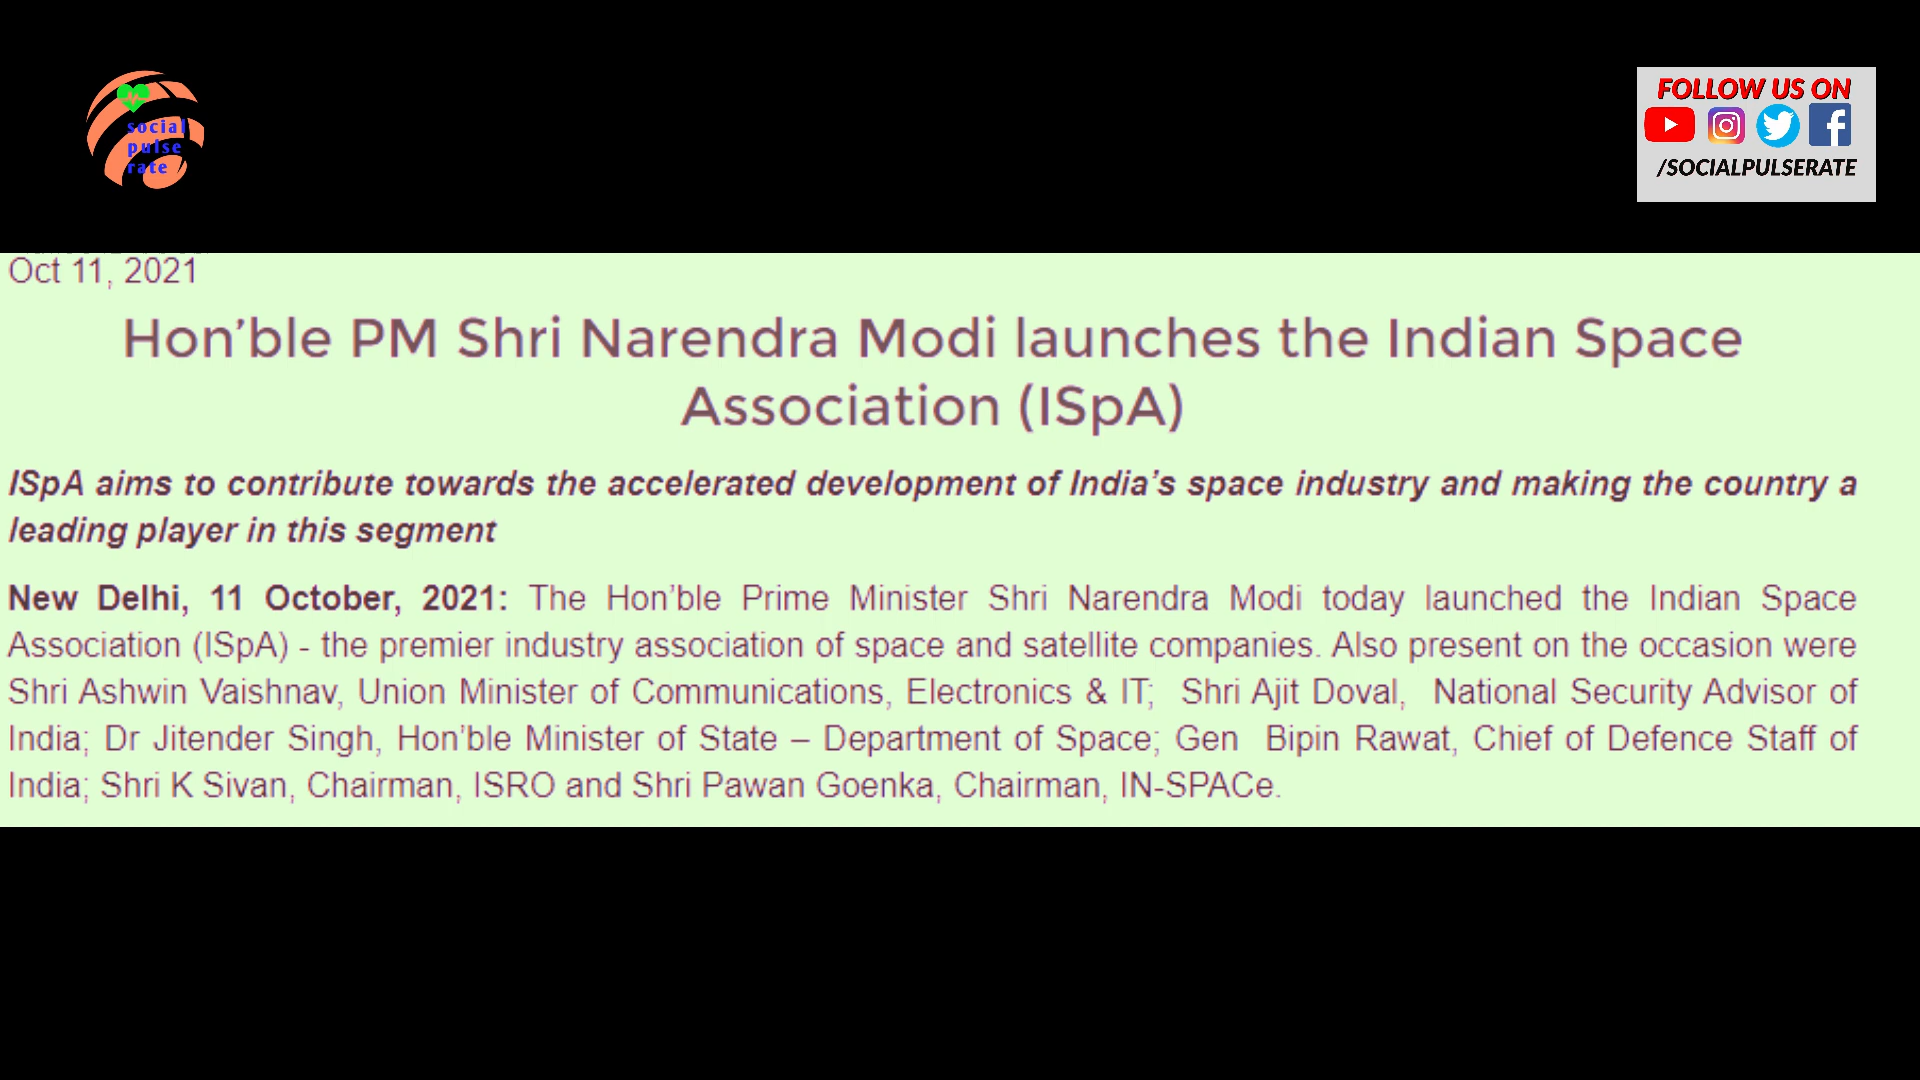 social
pulse
rate
FOLLOW US ON
/SOCIALPULSERATE
Oct 11, 2021
Hon’ble PM Shri Narendra Modi launches the Indian Space
Association (ISpA)
ISpA aims to contribute towards the accelerated development of India’s space industry and making the country a
leading player in this segment
New Delhi, 11 October, 2021: The Hon’ble Prime Minister Shri Narendra Modi today launched the Indian Space
Association (ISpA) - the premier industry association of space and satellite companies. Also present on the occasion were
Shri Ashwin Vaishnav, Union Minister of Communications, Electronics & IT; Shri Ajit Doval, National Security Advisor of
India; Dr Jitender Singh, Hon’ble Minister of State – Department of Space; Gen Bipin Rawat, Chief of Defence Staff of
India; Shri K Sivan, Chairman, ISRO and Shri Pawan Goenka, Chairman, IN-SPACe.